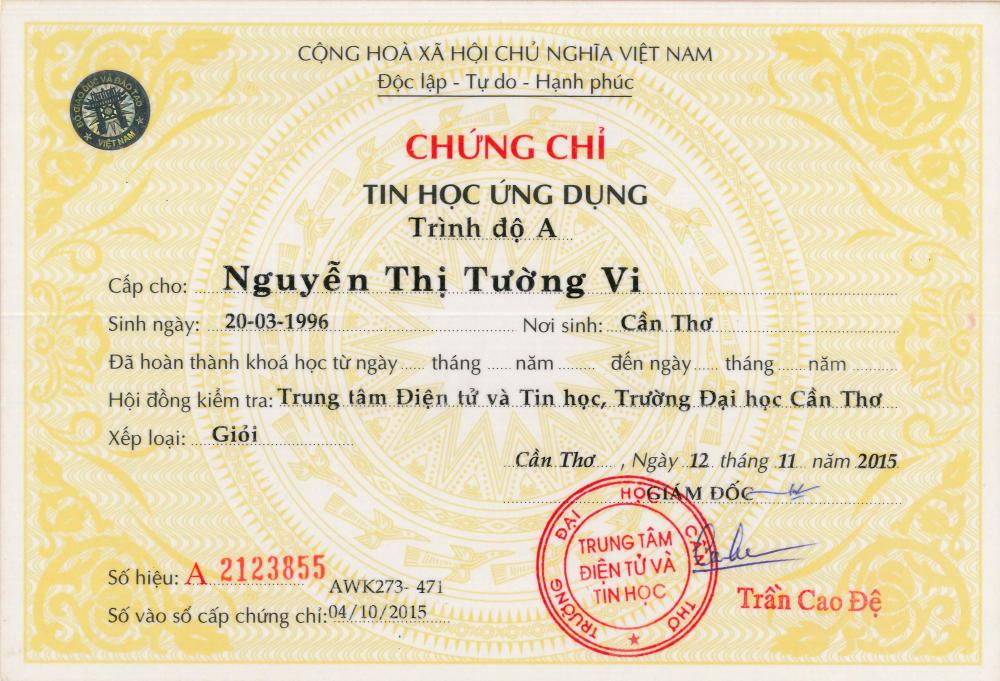 CỘNG HOÀ XÃ HỘI CHỦ NGHĨA VIỆT NAM
Độc lập - Tự do - Hạnh phúc
BỘ GIÁO DỤC VÀ ĐÀO TẠO
VIỆT NAM
CHỨNG CHỈ
TIN HỌC ỨNG DỤNG
Trình độ A
Cấp cho: Nguyễn Thị Tường Vi
Sinh ngày: 20-03-1996 Nơi sinh: Cần Thơ
Đã hoàn thành khoá học từ ngày ..... tháng ..... năm ........ đến ngày ..... tháng ..... năm .........
Hội đồng kiểm tra: Trung tâm Điện tử và Tin học, Trường Đại học Cần Thơ
Xếp loại: Giỏi
Cần Thơ, Ngày 12 tháng 11 năm 2015
GIÁM ĐỐC
TRƯỜNG ĐẠI HỌC CẦN THƠ
TRUNG TÂM
ĐIỆN TỬ VÀ
TIN HỌC
Trần Cao Đệ
Số hiệu: A 2123855
AWK273- 471
Số vào sổ cấp chứng chỉ: 04/10/2015